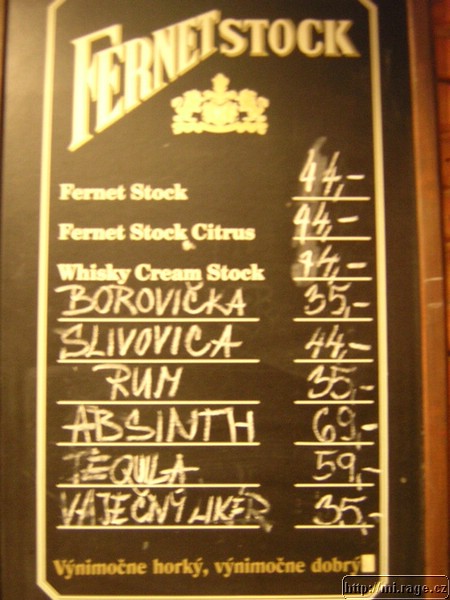 FERNET STOCK
Fernet Stock 44,-
Fernet Stock Citrus 44,-
Whisky Cream Stock 44,-
BOROVIČKA 35,-
SLIVOVICA 44,-
RUM 35,-
ABSINTH 69,-
TEQULA 59,-
VAJEČNÝ LIKÉR 35,-
Výnimočne horký, výnimočne dobrý
http://mi.rage.cz